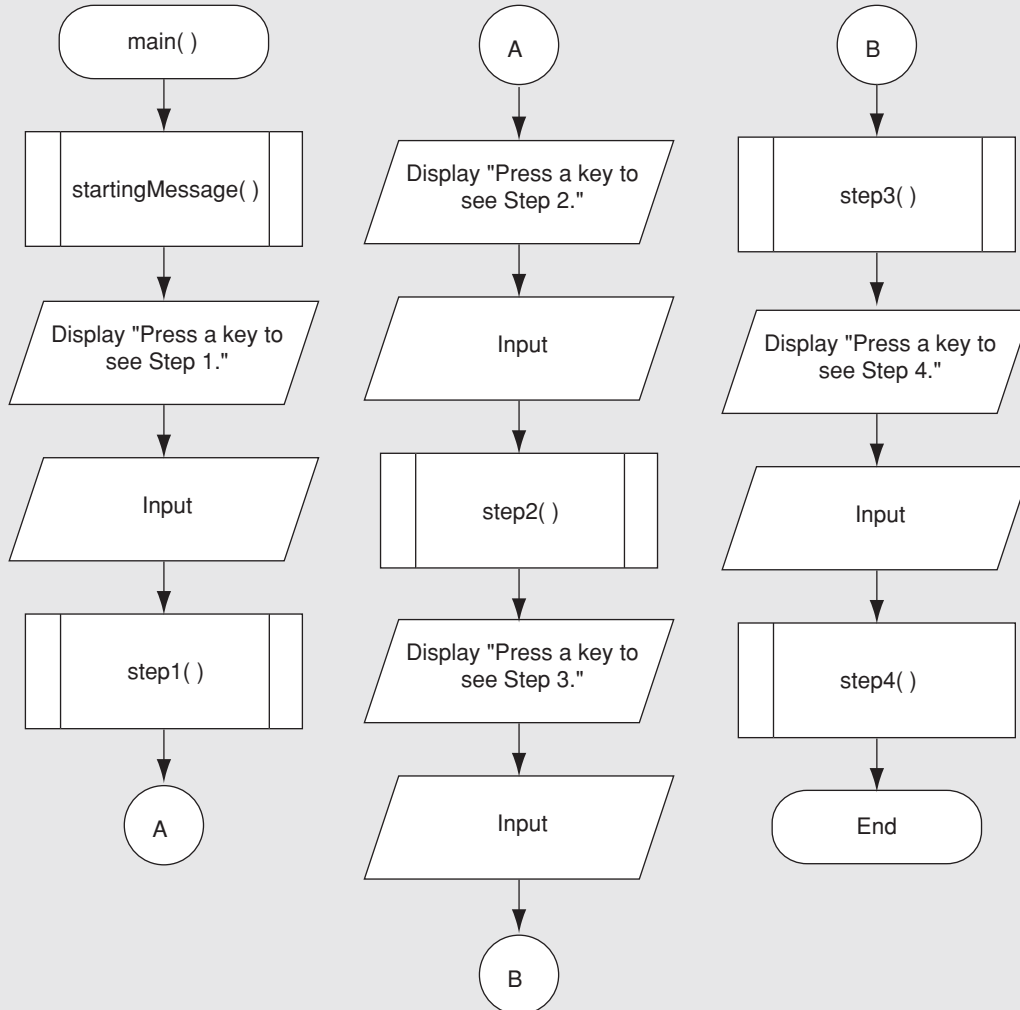 main( )
startingMessage( )
Display "Press a key to
see Step 1."
Input
step1( )
A
A
Display "Press a key to
see Step 2."
Input
step2( )
Display "Press a key to
see Step 3."
Input
B
B
step3( )
Display "Press a key to
see Step 4."
Input
step4( )
End